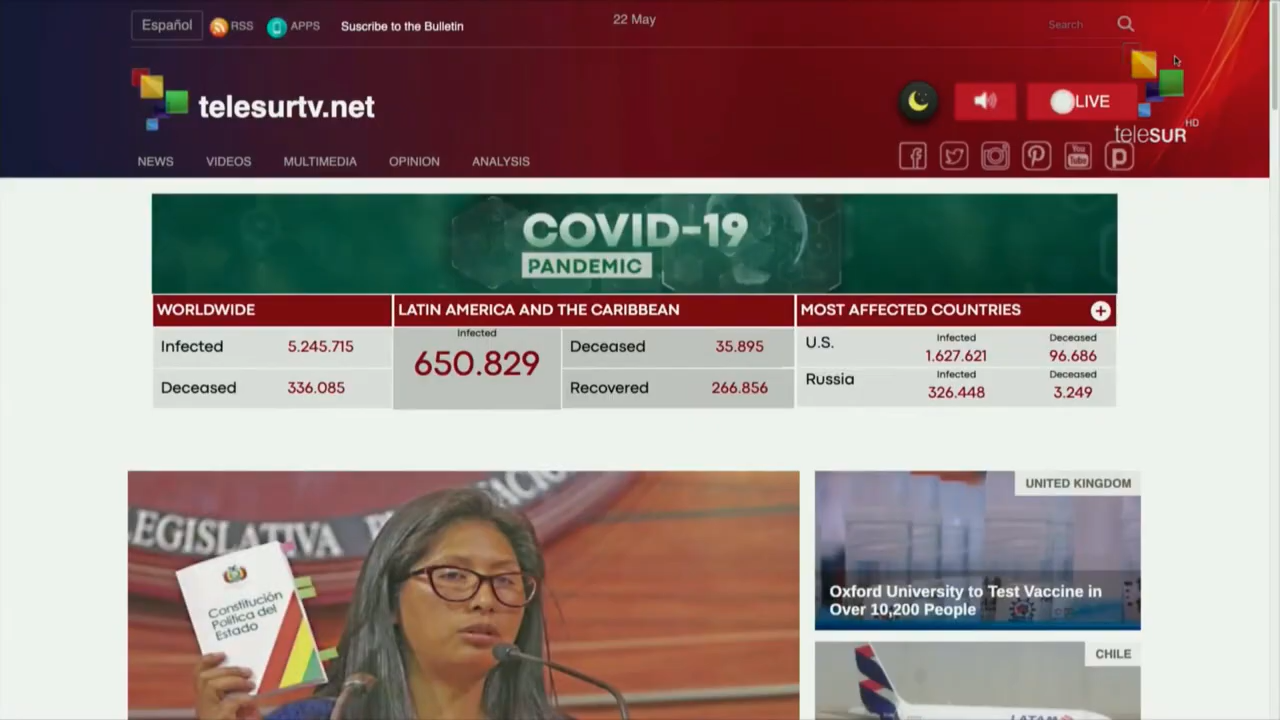 Español RSS APPS Suscribe to the Bulletin 22 May Search
telesurtv.net
LIVE
teleSUR HD
NEWS VIDEOS MULTIMEDIA OPINION ANALYSIS
You Tube
COVID-19
PANDEMIC
WORLDWIDE
Infected 5.245.715
Deceased 336.085
LATIN AMERICA AND THE CARIBBEAN
Infected
650.829
Deceased 35.895
Recovered 266.856
MOST AFFECTED COUNTRIES
Infected Deceased
U.S. 1.627.621 96.686
Infected Deceased
Russia 326.448 3.249
LEGISLATIVA
Constitución
Política del
Estado
UNITED KINGDOM
Oxford University to Test Vaccine in
Over 10,200 People
CHILE
LATAM